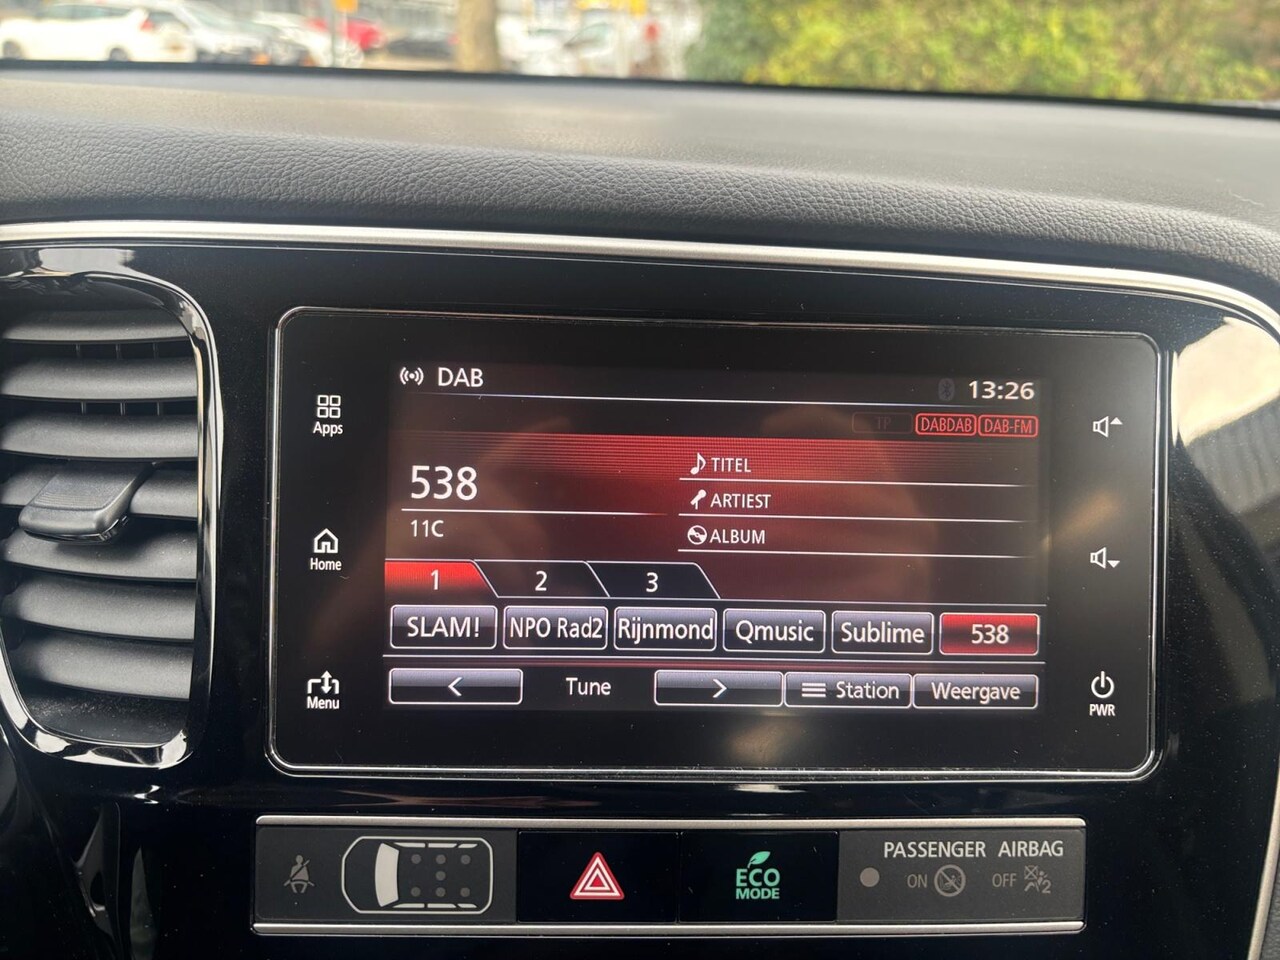 DAB
13:26
TP DABDAB DAB-FM
Apps
538
11C
TITEL
ARTIEST
ALBUM
Home
1 2 3
SLAM! NPO Rad2 Rijnmond Qmusic Sublime 538
< Tune > Station Weergave
Menu
PWR
ECO
MODE
PASSENGER AIRBAG
ON OFF
2